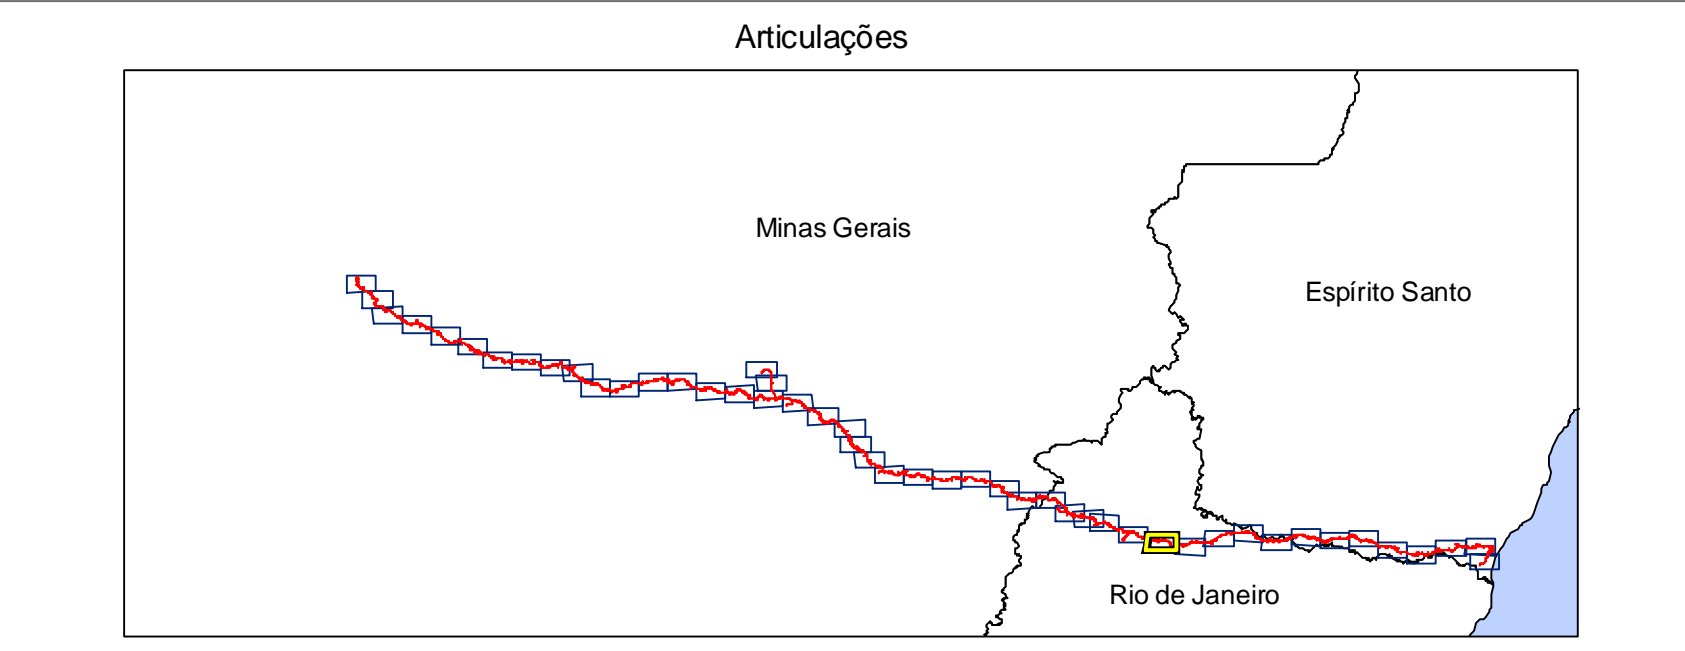 Articulações
Minas Gerais
Espírito Santo
Rio de Janeiro